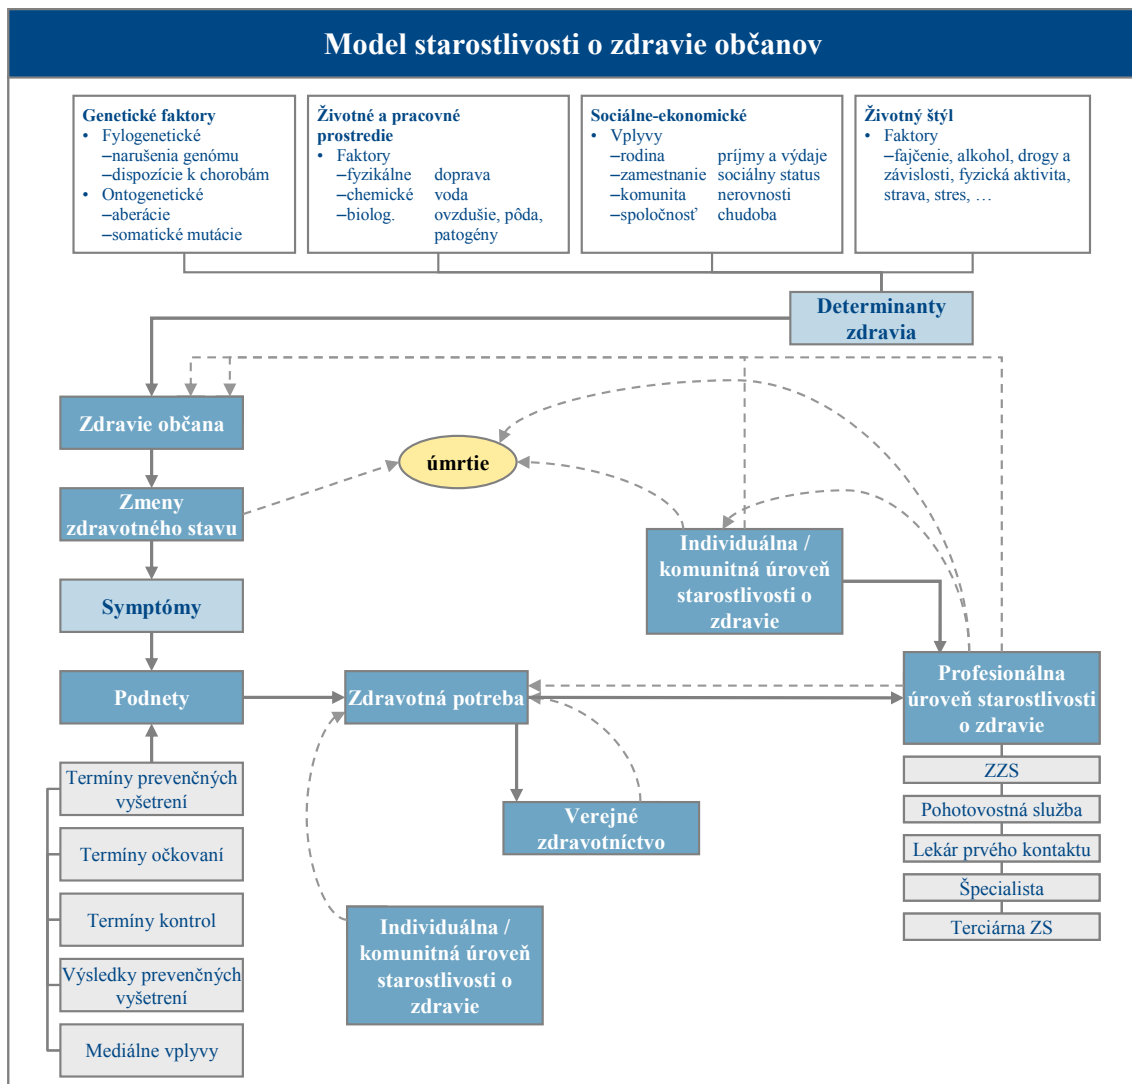 Model starostlivosti o zdravie občanov
Genetické faktory
• Fylogenetické
–narušenia genómu
–dispozície k chorobám
• Ontogenetické
–aberácie
–somatické mutácie
Životné a pracovné
prostredie
• Faktory
–fyzikálne doprava
–chemické voda
–biolog. ovzdušie, pôda,
patogény
Sociálne-ekonomické
• Vplyvy
–rodina príjmy a výdaje
–zamestnanie sociálny status
–komunita nerovnosti
–spoločnosť chudoba
Životný štýl
• Faktory
–fajčenie, alkohol, drogy a
závislosti, fyzická aktivita,
strava, stres, …
Determinanty
zdravia
Zdravie občana
úmrtie
Zmeny
zdravotného stavu
Individuálna /
komunitná úroveň
starostlivosti o
zdravie
Symptómy
Podnety
Zdravotná potreba
Profesionálna
úroveň starostlivosti
o zdravie
ZZS
Pohotovostná služba
Lekár prvého kontaktu
Špecialista
Terciárna ZS
Termíny prevenčných
vyšetrení
Termíny očkovaní
Termíny kontrol
Výsledky prevenčných
vyšetrení
Mediálne vplyvy
Verejné
zdravotníctvo
Individuálna /
komunitná úroveň
starostlivosti o
zdravie